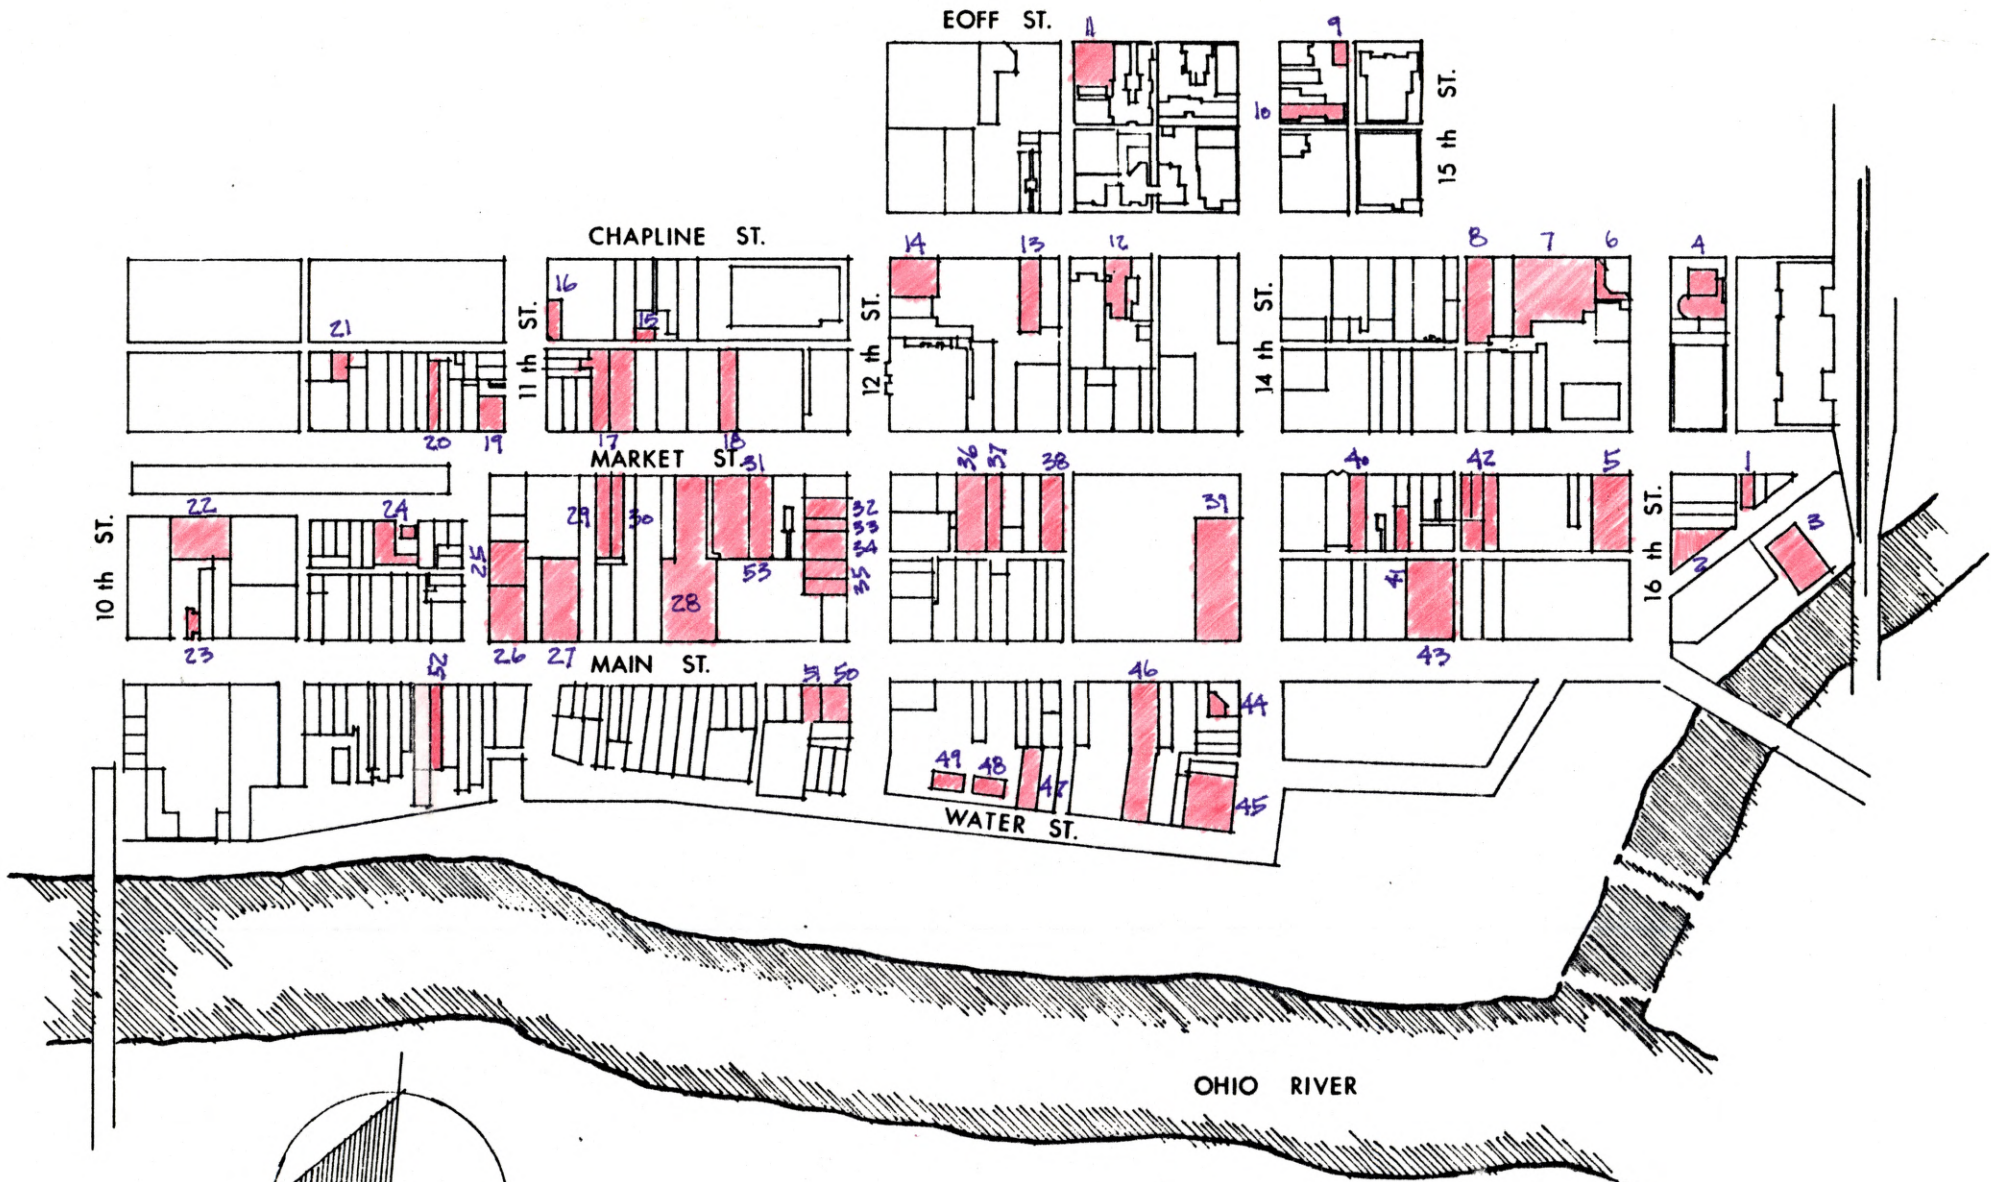 EOFF ST.
11 9
10
15 th ST.
CHAPLINE ST.
14 13 12 8 7 6 4
16 15
21
11 th ST.
12 th ST.
14 th ST.
20 19 17 18
MARKET ST.
31 36 37 38 40 42 5 1
10 th ST.
22 24 29 30 32 39
33
34
25 53 35
28 41
16 th ST.
2 3
23 26 27 43
MAIN ST.
52 51 50 46 44
49 48 47 45
WATER ST.
OHIO RIVER